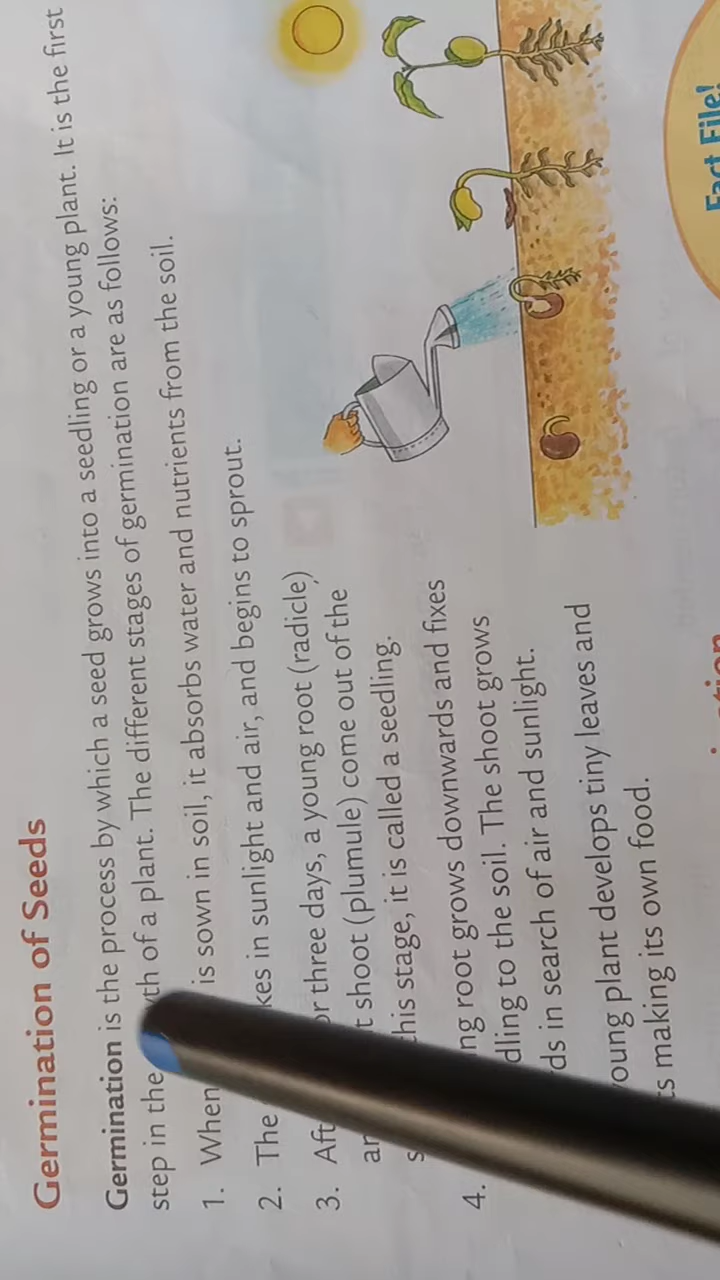 Germination of Seeds
Germination is the process by which a seed grows into a seedling or a young plant. It is the first
step in the th of a plant. The different stages of germination are as follows:
1. When is sown in soil, it absorbs water and nutrients from the soil.
2. The kes in sunlight and air, and begins to sprout.
3. Aft or three days, a young root (radicle)
an t shoot (plumule) come out of the
s this stage, it is called a seedling.
4. ng root grows downwards and fixes
dling to the soil. The shoot grows
ds in search of air and sunlight.
oung plant develops tiny leaves and
ts making its own food.
Fact File!